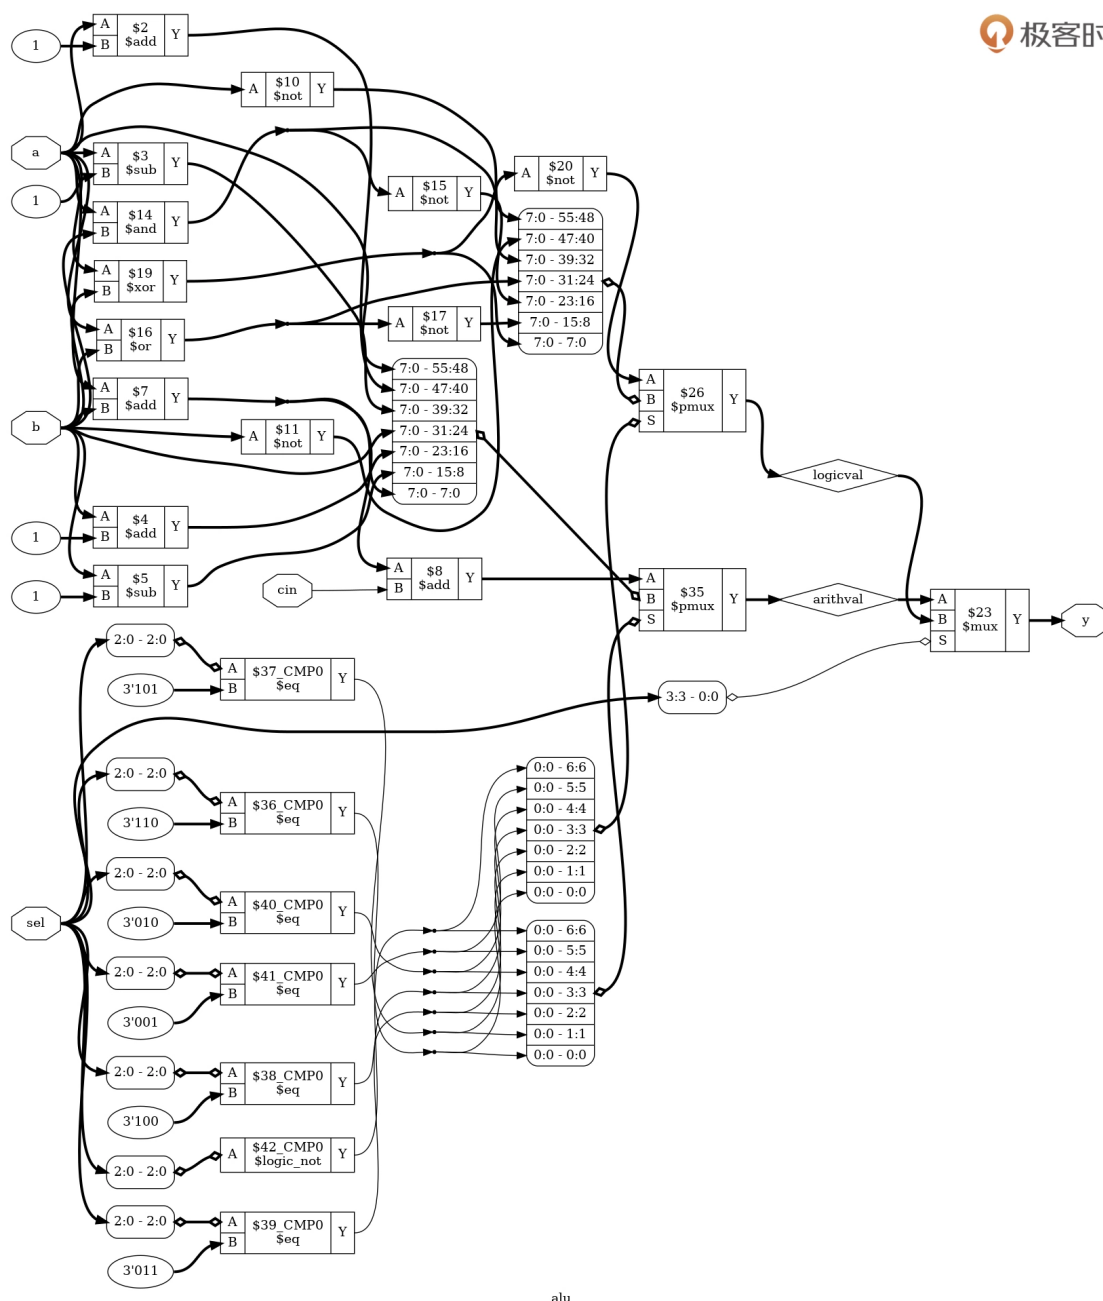 极客时
A
B
$2
$add
Y
1
A
$10
$not
Y
a
A
B
$3
$sub
Y
1
A
B
$14
$and
Y
A
$15
$not
Y
A
$20
$not
Y
A
B
$19
$xor
Y
7:0 - 55:48
7:0 - 47:40
7:0 - 39:32
7:0 - 31:24
7:0 - 23:16
7:0 - 15:8
7:0 - 7:0
A
B
$16
$or
Y
A
$17
$not
Y
A
B
$7
$add
Y
7:0 - 55:48
7:0 - 47:40
7:0 - 39:32
7:0 - 31:24
7:0 - 23:16
7:0 - 15:8
7:0 - 7:0
A
B
S
$26
$pmux
Y
b
A
$11
$not
Y
logicval
A
B
$4
$add
Y
1
A
B
$5
$sub
Y
1
cin
A
B
$8
$add
Y
A
B
S
$35
$pmux
Y
arithval
A
B
S
$23
$mux
Y
y
2:0 - 2:0
3'101
A
B
$37_CMP0
$eq
Y
3:3 - 0:0
2:0 - 2:0
3'110
A
B
$36_CMP0
$eq
Y
0:0 - 6:6
0:0 - 5:5
0:0 - 4:4
0:0 - 3:3
0:0 - 2:2
0:0 - 1:1
0:0 - 0:0
2:0 - 2:0
3'010
A
B
$40_CMP0
$eq
Y
sel
0:0 - 6:6
0:0 - 5:5
0:0 - 4:4
0:0 - 3:3
0:0 - 2:2
0:0 - 1:1
0:0 - 0:0
2:0 - 2:0
3'001
A
B
$41_CMP0
$eq
Y
2:0 - 2:0
3'100
A
B
$38_CMP0
$eq
Y
2:0 - 2:0
A
$42_CMP0
$logic_not
Y
2:0 - 2:0
3'011
A
B
$39_CMP0
$eq
Y
alu